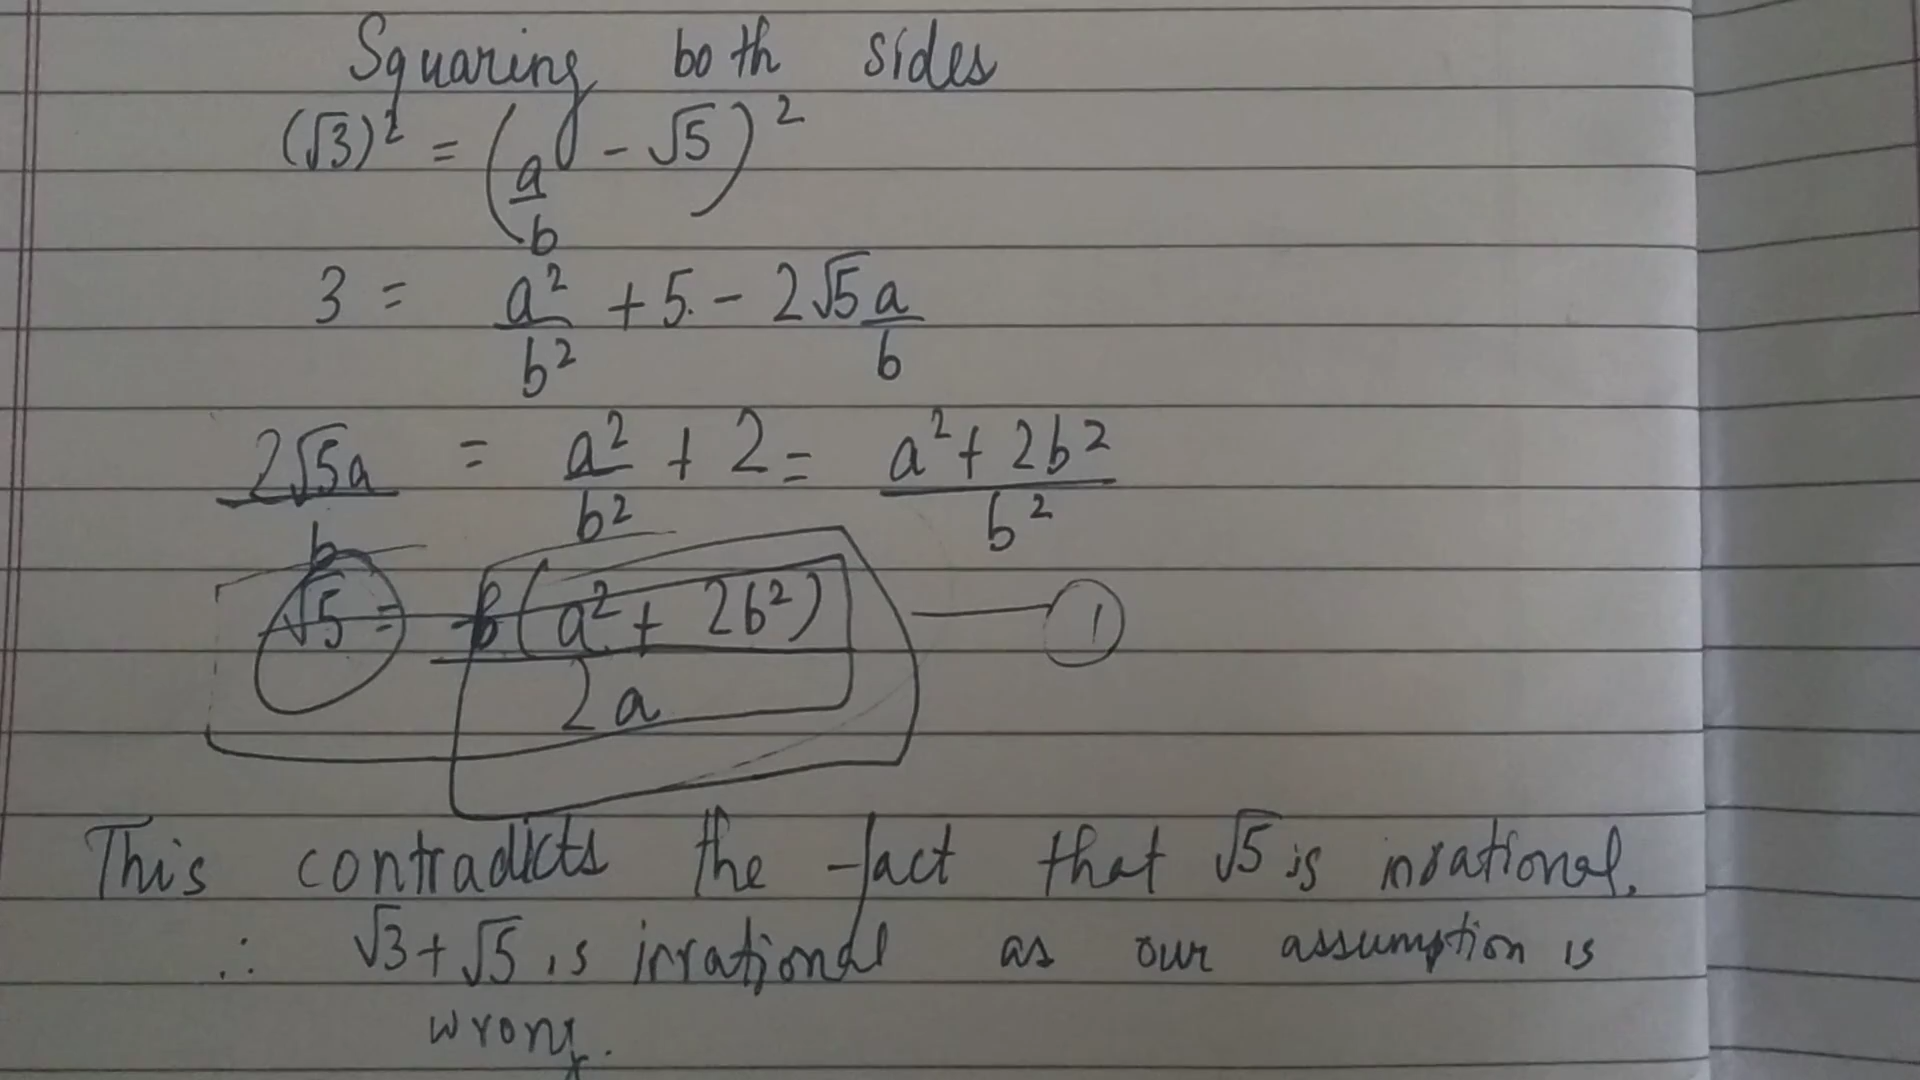 Squaring both sides
(√3)² = (a/b - √5)²
3 = a²/b² + 5 - 2√5a/b
2√5a/b = a²/b² + 2 = a² + 2b²/b²
√5 = (a² + 2b²)/2a — 1
This contradicts the fact that √5 is irrational.
∴ √3 + √5 is irrational as our assumption is
wrong.